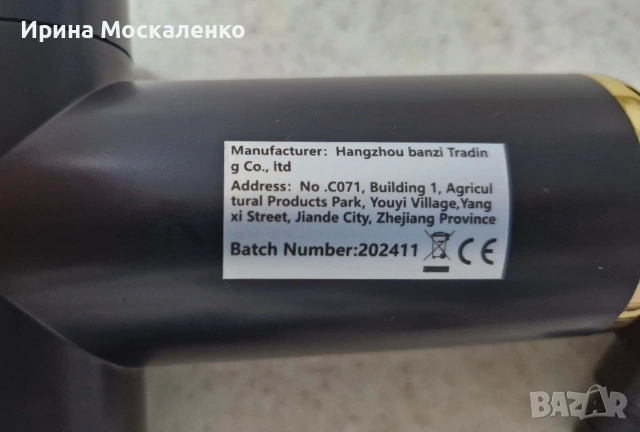 Ирина Москаленко
Manufacturer: Hangzhou banzi Tradin
g Co., ltd
Address: No .C071, Building 1, Agricul
tural Products Park, Youyi Village,Yang
xi Street, Jiande City, Zhejiang Province
Batch Number:202411 CE
BAZAR